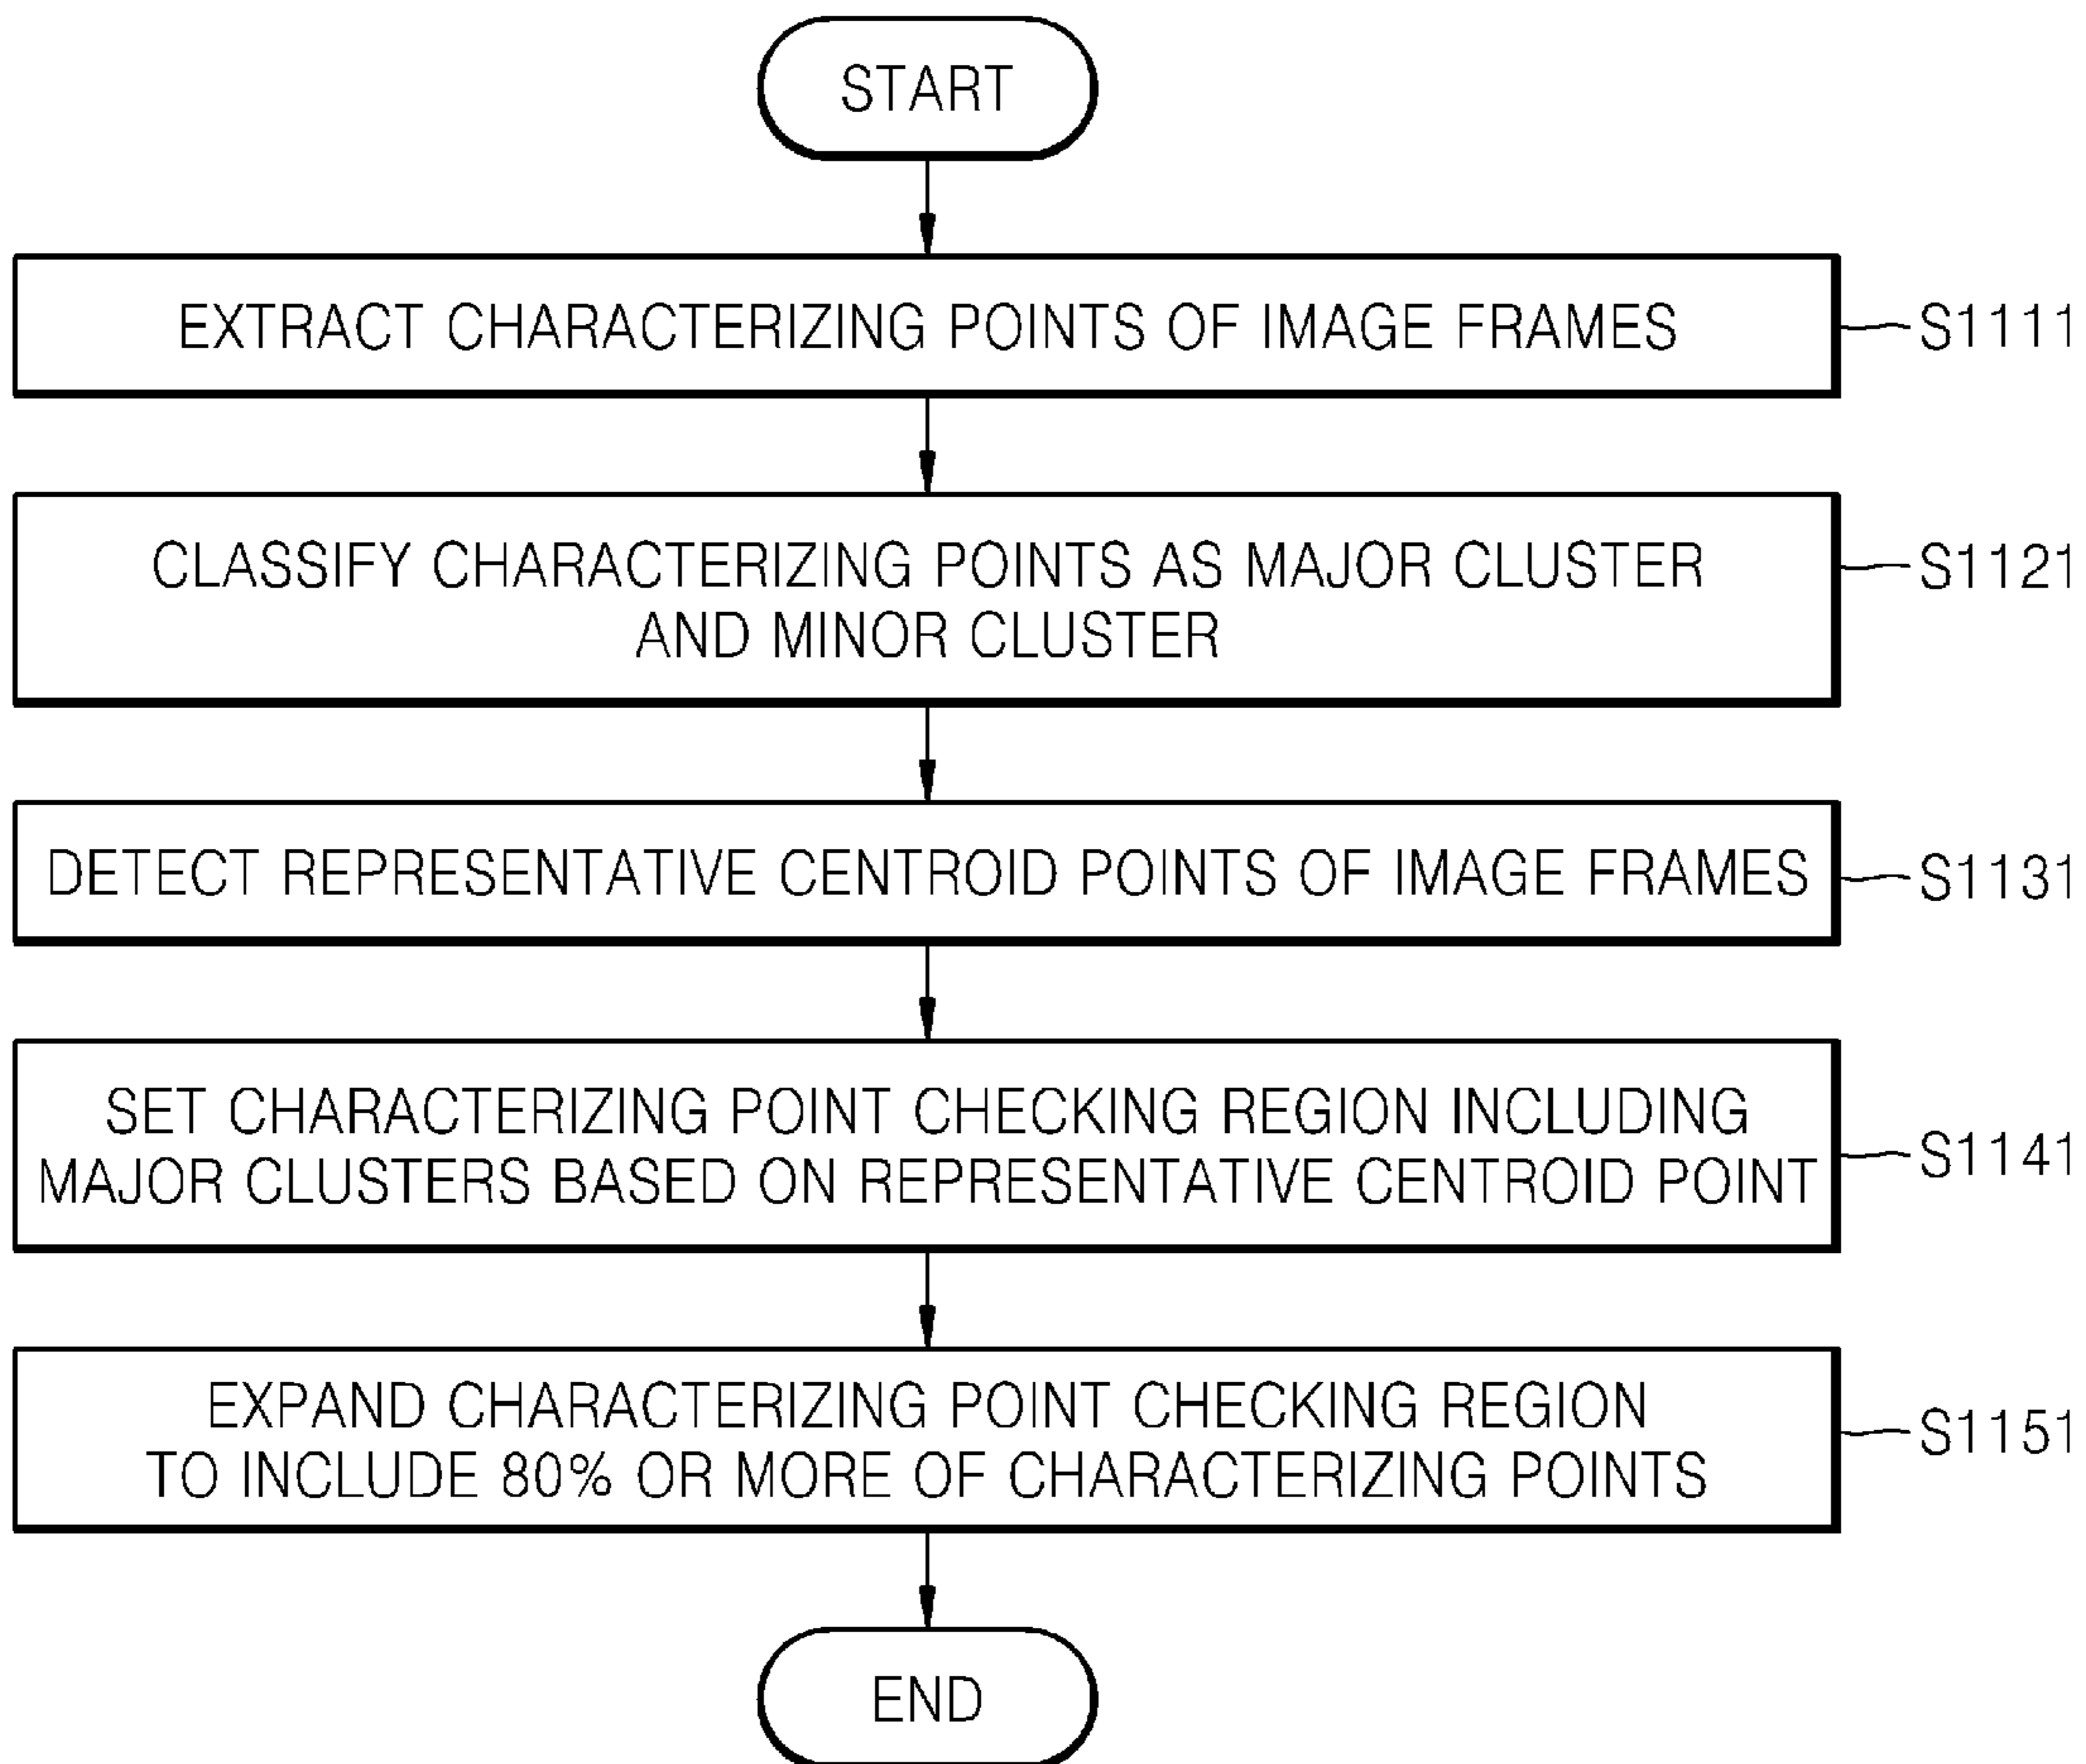 START
EXTRACT CHARACTERIZING POINTS OF IMAGE FRAMES
S1111
CLASSIFY CHARACTERIZING POINTS AS MAJOR CLUSTER
AND MINOR CLUSTER
S1121
DETECT REPRESENTATIVE CENTROID POINTS OF IMAGE FRAMES
S1131
SET CHARACTERIZING POINT CHECKING REGION INCLUDING
MAJOR CLUSTERS BASED ON REPRESENTATIVE CENTROID POINT
S1141
EXPAND CHARACTERIZING POINT CHECKING REGION
TO INCLUDE 80% OR MORE OF CHARACTERIZING POINTS
S1151
END